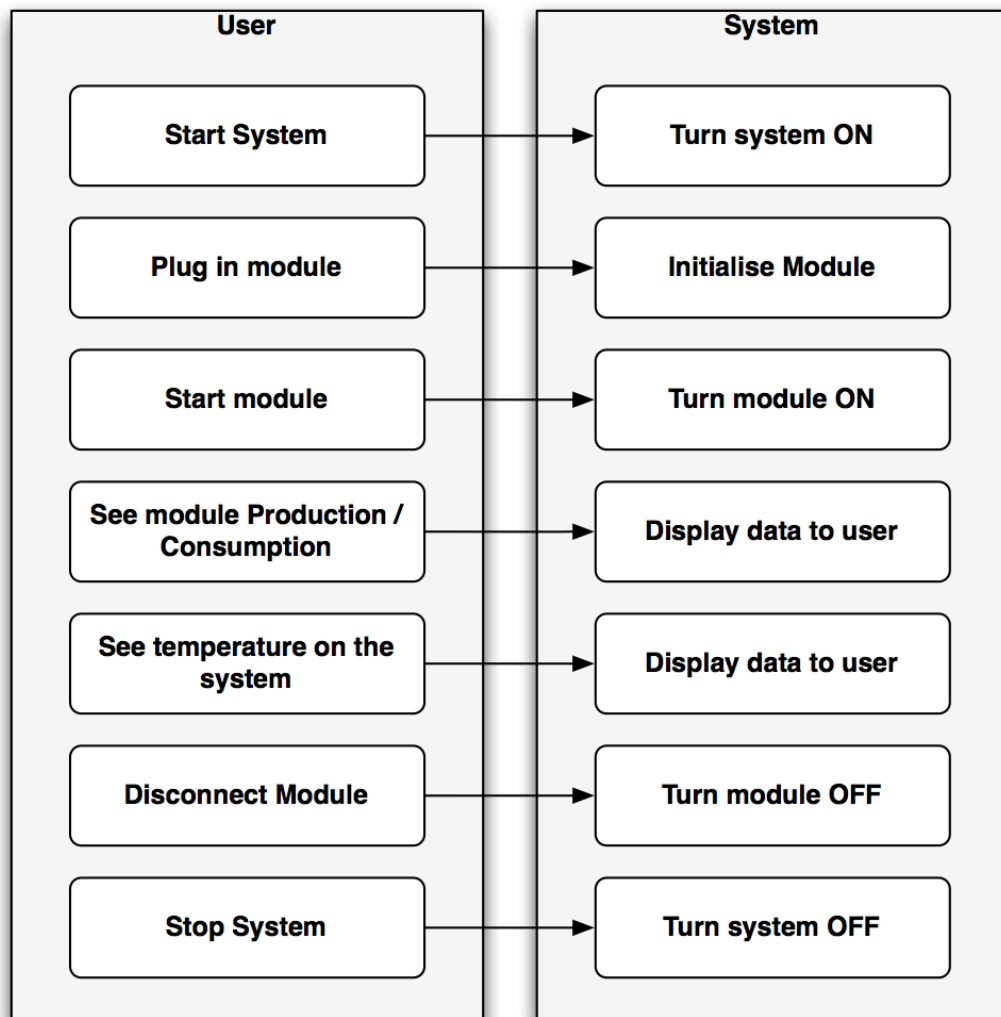 User
System
Start System
Turn system ON
Plug in module
Initialise Module
Start module
Turn module ON
See module Production /
Consumption
Display data to user
See temperature on the
system
Display data to user
Disconnect Module
Turn module OFF
Stop System
Turn system OFF